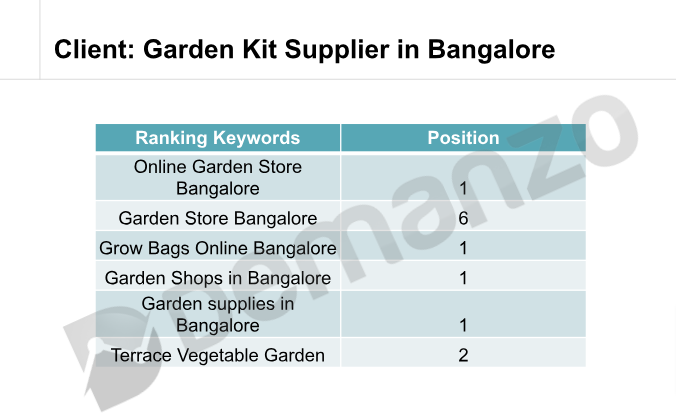 Client: Garden Kit Supplier in Bangalore
Ranking Keywords Position
Online Garden Store
Bangalore 1
Garden Store Bangalore 6
Grow Bags Online Bangalore 1
Garden Shops in Bangalore 1
Garden supplies in
Bangalore 1
Terrace Vegetable Garden 2
Demanzo